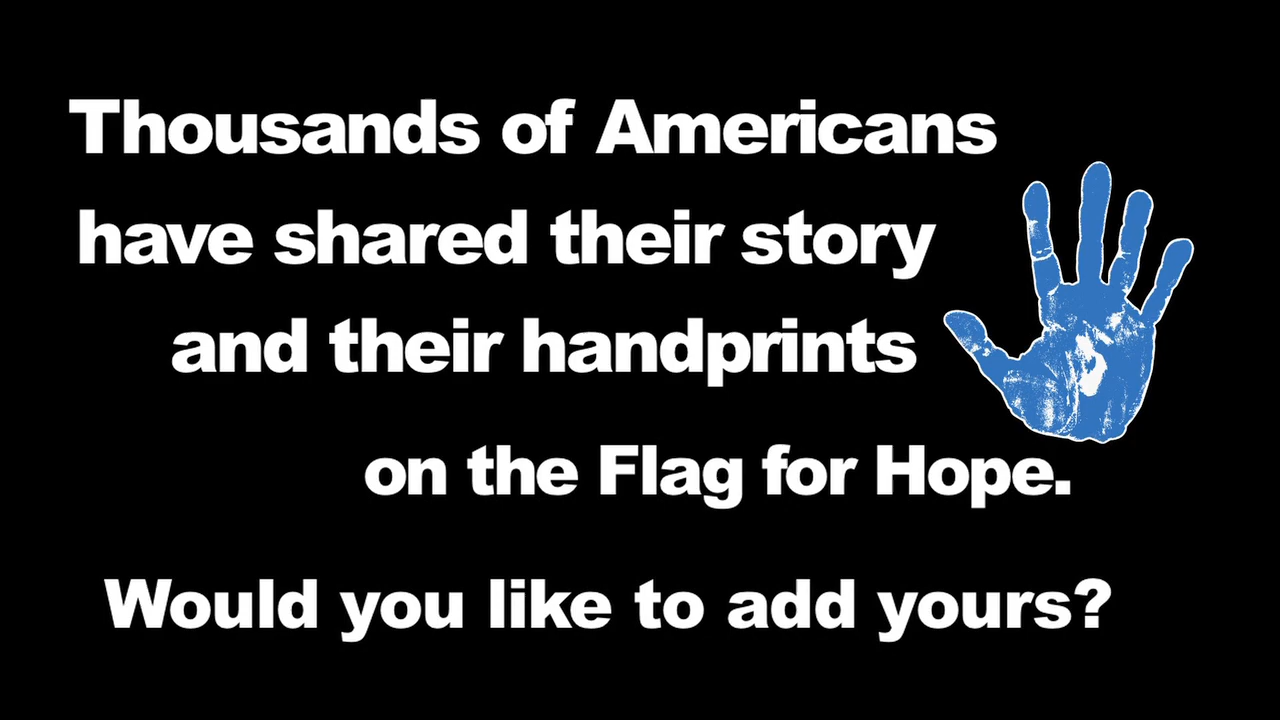 Thousands of Americans
have shared their story
and their handprints
on the Flag for Hope.
Would you like to add yours?